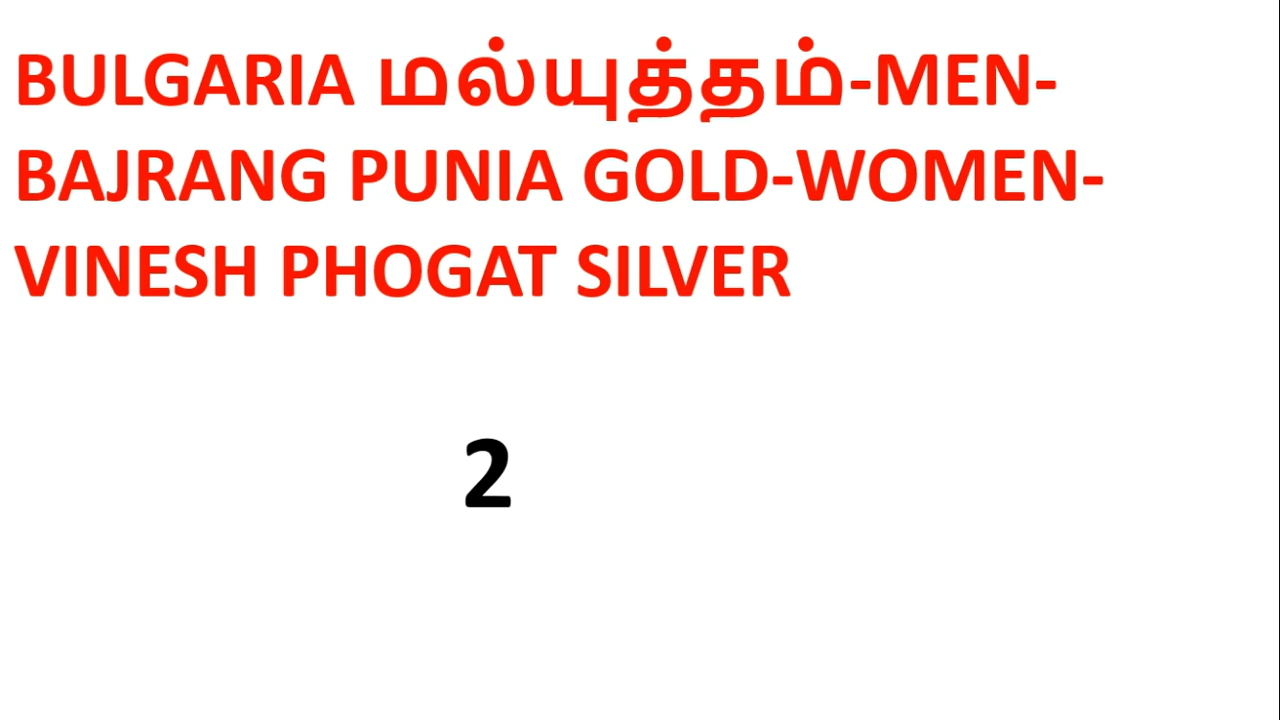 BULGARIA மல்யுத்தம்-MEN-
BAJRANG PUNIA GOLD-WOMEN-
VINESH PHOGAT SILVER
2